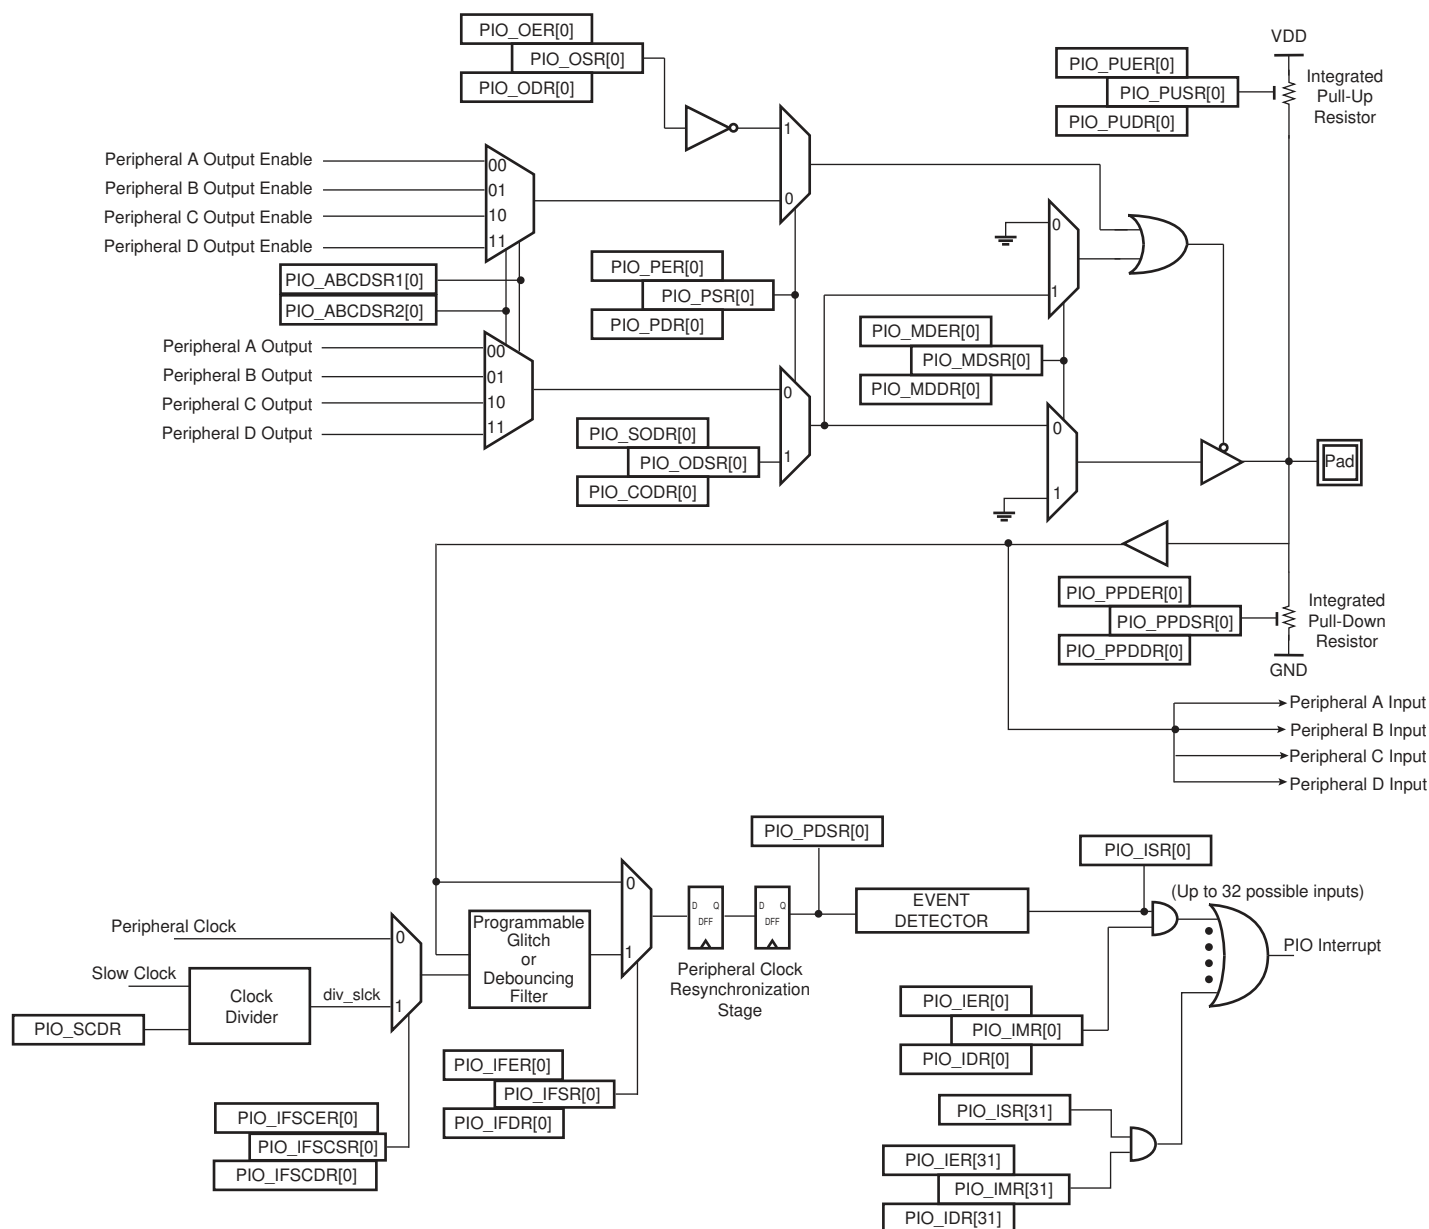 PIO_OER[0]
PIO_OSR[0]
PIO_ODR[0]
VDD
PIO_PUER[0]
PIO_PUSR[0]
PIO_PUDR[0]
Integrated
Pull-Up
Resistor
1
0
Peripheral A Output Enable
Peripheral B Output Enable
Peripheral C Output Enable
Peripheral D Output Enable
00
01
10
11
PIO_ABCDSR1[0]
PIO_ABCDSR2[0]
PIO_PER[0]
PIO_PSR[0]
PIO_PDR[0]
0
1
PIO_MDER[0]
PIO_MDSR[0]
PIO_MDDR[0]
Peripheral A Output
Peripheral B Output
Peripheral C Output
Peripheral D Output
00
01
10
11
0
1
PIO_SODR[0]
PIO_ODSR[0]
PIO_CODR[0]
0
1
Pad
PIO_PPDER[0]
PIO_PPDSR[0]
PIO_PPDDR[0]
Integrated
Pull-Down
Resistor
GND
Peripheral A Input
Peripheral B Input
Peripheral C Input
Peripheral D Input
PIO_PDSR[0]
PIO_ISR[0]
(Up to 32 possible inputs)
EVENT
DETECTOR
PIO Interrupt
0
1
D Q
DFF
D Q
DFF
Peripheral Clock
Resynchronization
Stage
Programmable
Glitch
or
Debouncing
Filter
Peripheral Clock
Slow Clock
Clock
Divider
div_slck
0
1
PIO_SCDR
PIO_IER[0]
PIO_IMR[0]
PIO_IDR[0]
PIO_IFER[0]
PIO_IFSR[0]
PIO_IFDR[0]
PIO_IFSCER[0]
PIO_IFSCSR[0]
PIO_IFSCDR[0]
PIO_ISR[31]
PIO_IER[31]
PIO_IMR[31]
PIO_IDR[31]